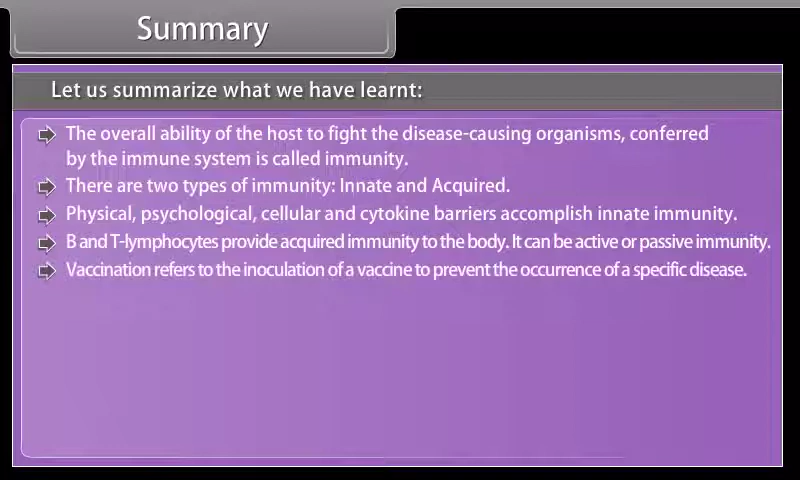 Summary
Let us summarize what we have learnt:
The overall ability of the host to fight the disease-causing organisms, conferred
by the immune system is called immunity.
There are two types of immunity: Innate and Acquired.
Physical, psychological, cellular and cytokine barriers accomplish innate immunity.
B and T-lymphocytes provide acquired immunity to the body. It can be active or passive immunity.
Vaccination refers to the inoculation of a vaccine to prevent the occurrence of a specific disease.